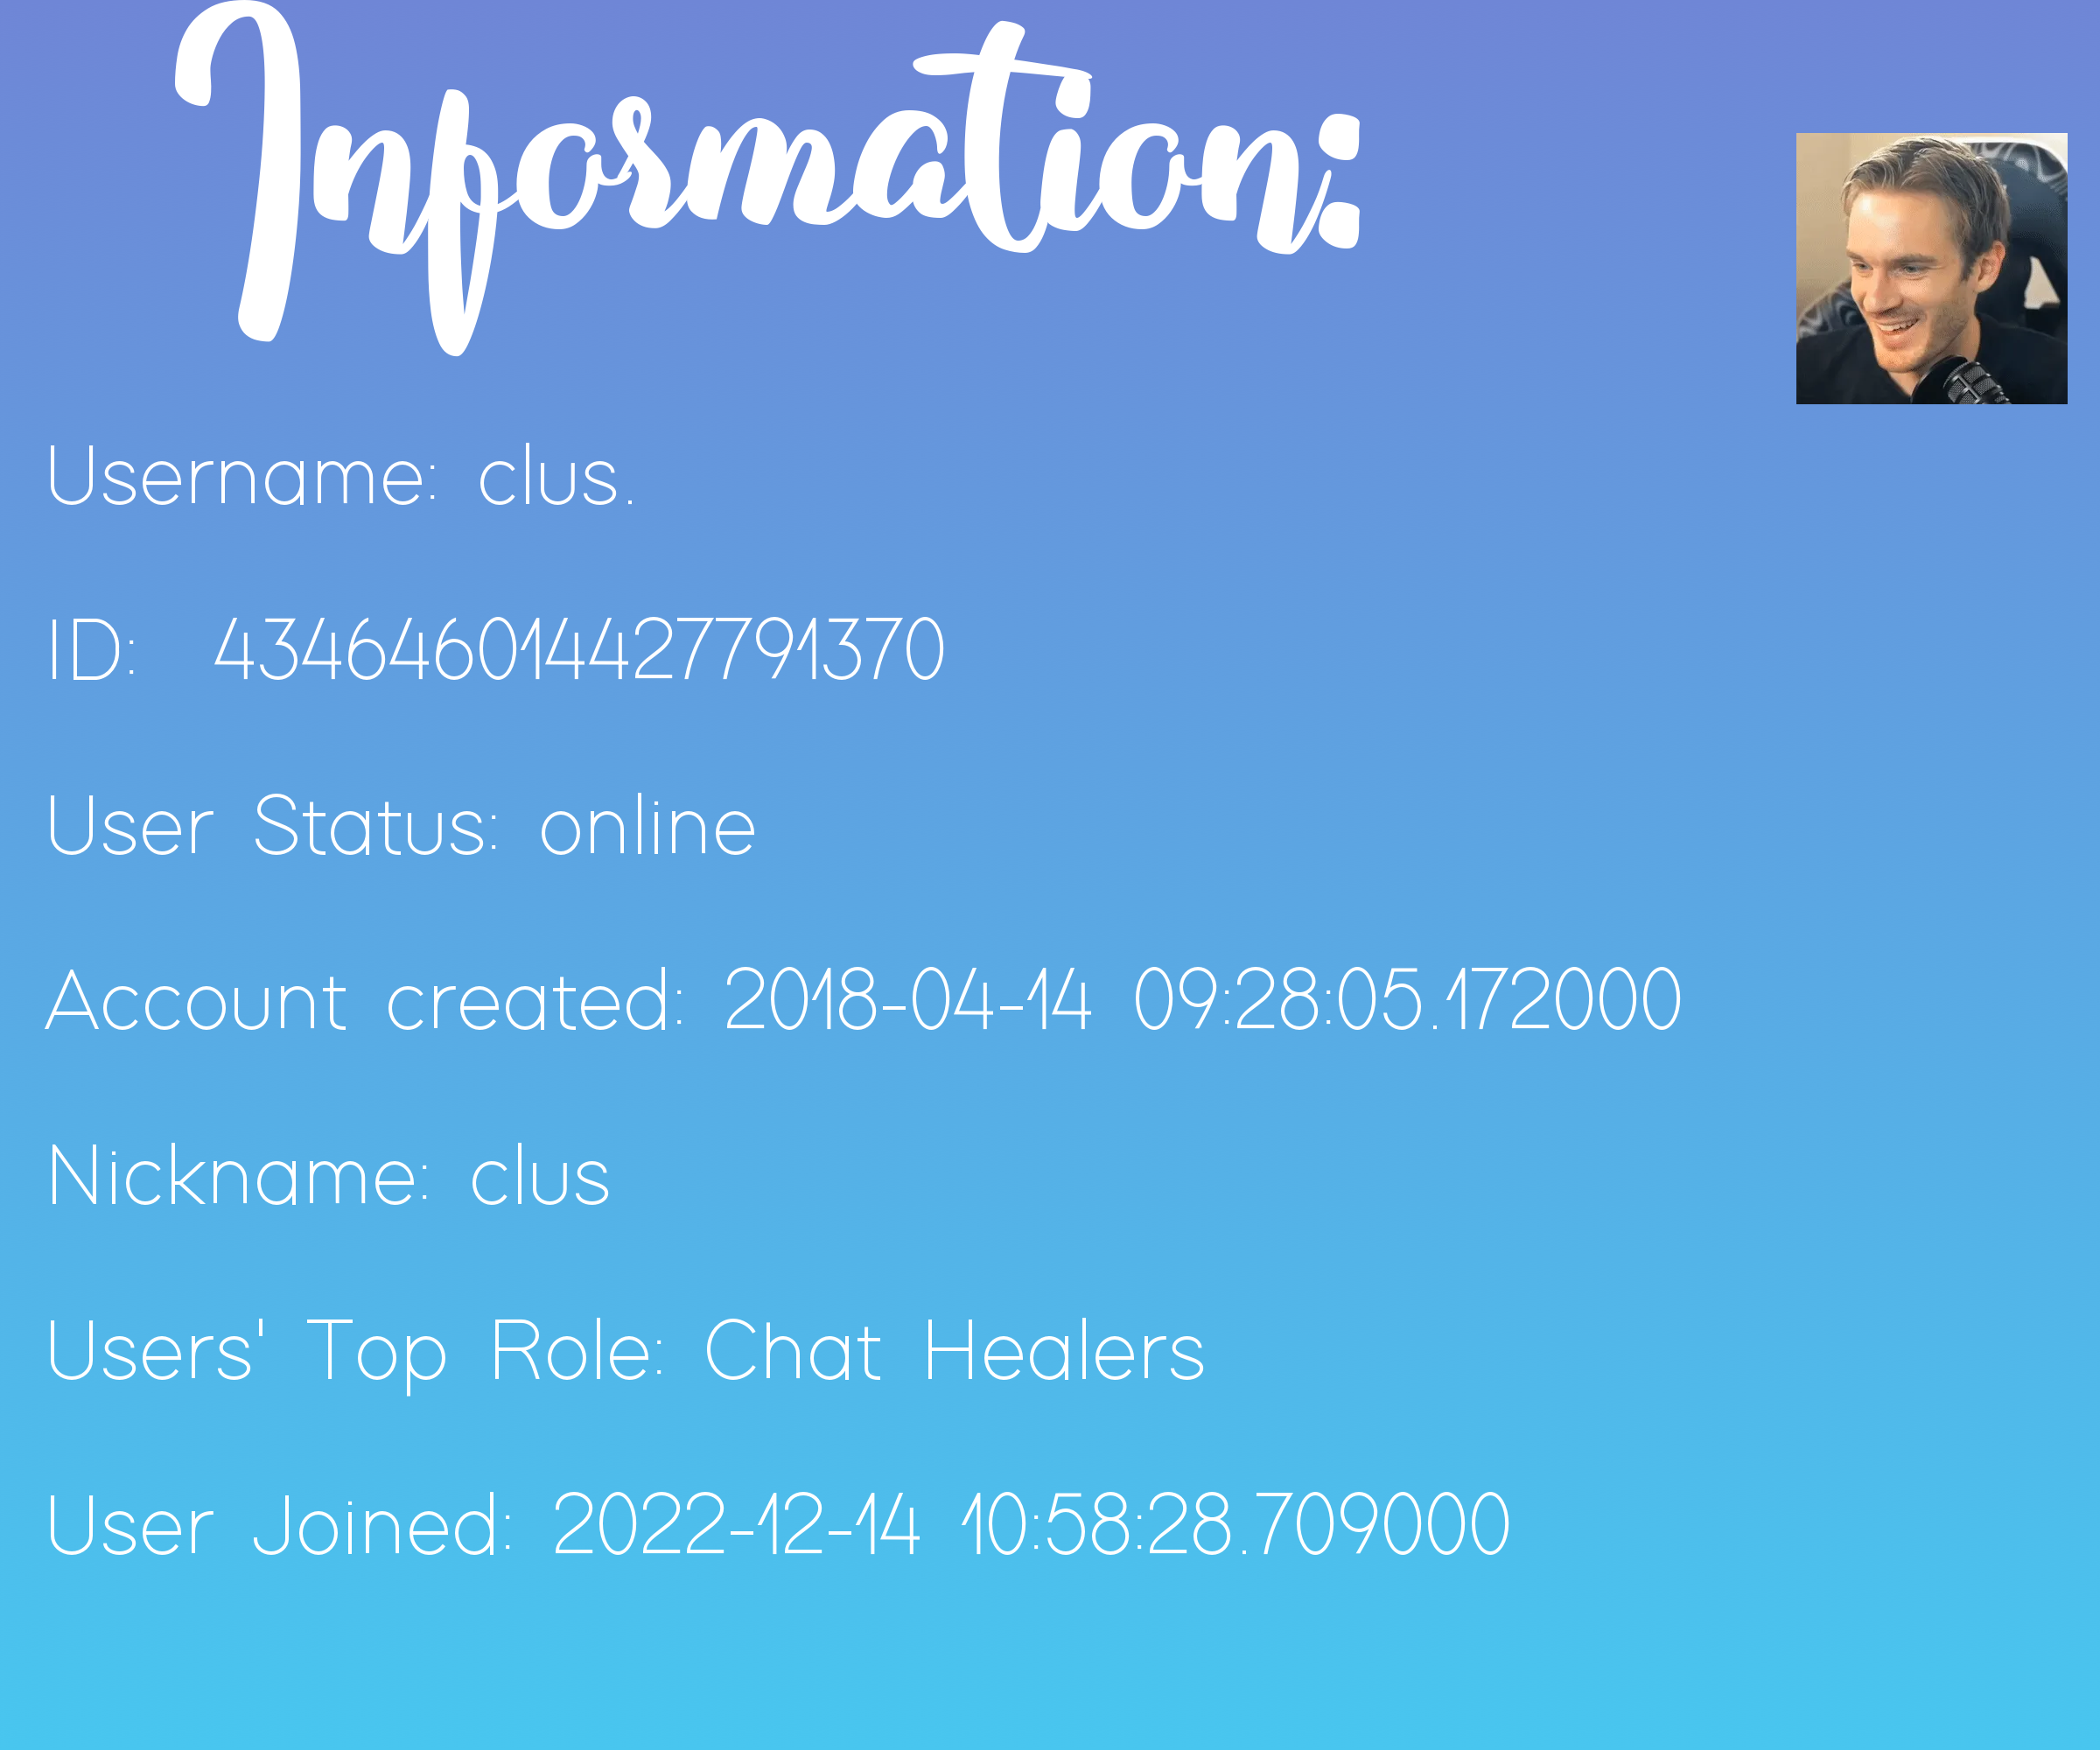 Information:
Username: clus.
ID: 434646014427791370
User Status: online
Account created: 2018-04-14 09:28:05.172000
Nickname: clus
Users' Top Role: Chat Healers
User Joined: 2022-12-14 10:58:28.709000